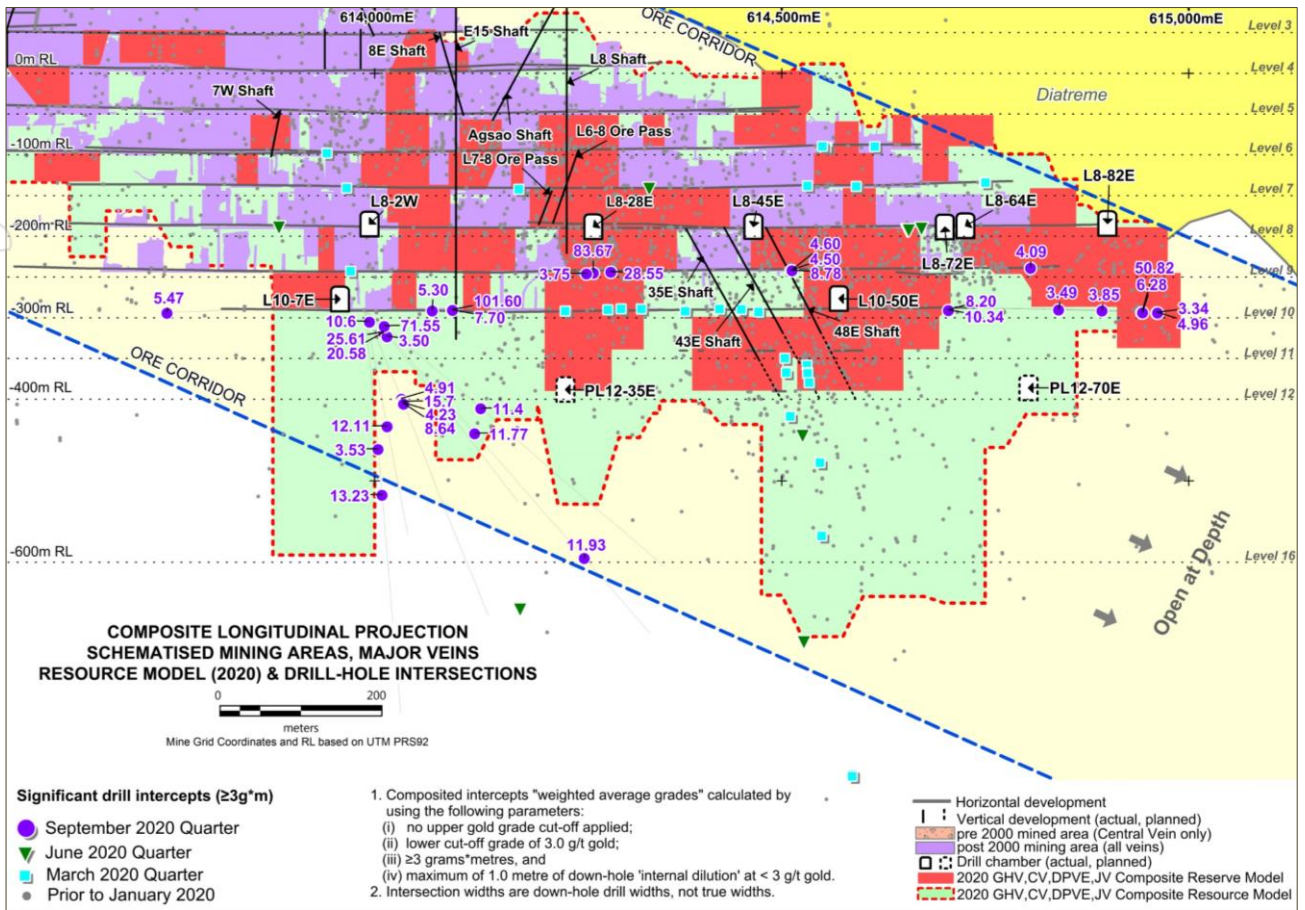 614,000mE
614,500mE
615,000mE
ORE CORRIDOR
E15 Shaft
8E Shaft
L8 Shaft
Level 3
0m RL
Level 4
7W Shaft
Diatreme
Agsao Shaft
L6-8 Ore Pass
Level 5
-100m RL
L7-8 Ore Pass
Level 6
L8-2W
L8-28E
L8-45E
L8-64E
L8-82E
Level 7
-200m RL
Level 8
83.67
4.60
4.50
8.78
L8-72E
4.09
3.75
28.55
Level 9
50.82
6.28
5.47
L10-7E
5.30
101.60
7.70
35E Shaft
L10-50E
8.20
10.34
3.49
3.85
3.34
4.96
-300m RL
Level 10
10.6
71.55
25.61
3.50
20.58
43E Shaft
48E Shaft
ORE CORRIDOR
Level 11
-400m RL
PL12-35E
PL12-70E
Level 12
4.91
15.7
4.23
8.64
11.4
12.11
11.77
3.53
13.23
11.93
-600m RL
Level 16
Open at Depth
COMPOSITE LONGITUDINAL PROJECTION
SCHEMATISED MINING AREAS, MAJOR VEINS
RESOURCE MODEL (2020) & DRILL-HOLE INTERSECTIONS
0 200
meters
Mine Grid Coordinates and RL based on UTM PRS92
Significant drill intercepts (≥3g*m)
September 2020 Quarter
June 2020 Quarter
March 2020 Quarter
Prior to January 2020
1. Composited intercepts "weighted average grades" calculated by
using the following parameters:
(i) no upper gold grade cut-off applied;
(ii) lower cut-off grade of 3.0 g/t gold;
(iii) ≥3 grams*metres, and
(iv) maximum of 1.0 metre of down-hole 'internal dilution' at < 3 g/t gold.
2. Intersection widths are down-hole drill widths, not true widths.
Horizontal development
Vertical development (actual, planned)
pre 2000 mined area (Central Vein only)
post 2000 mining area (all veins)
Drill chamber (actual, planned)
2020 GHV,CV,DPVE,JV Composite Reserve Model
2020 GHV,CV,DPVE,JV Composite Resource Model